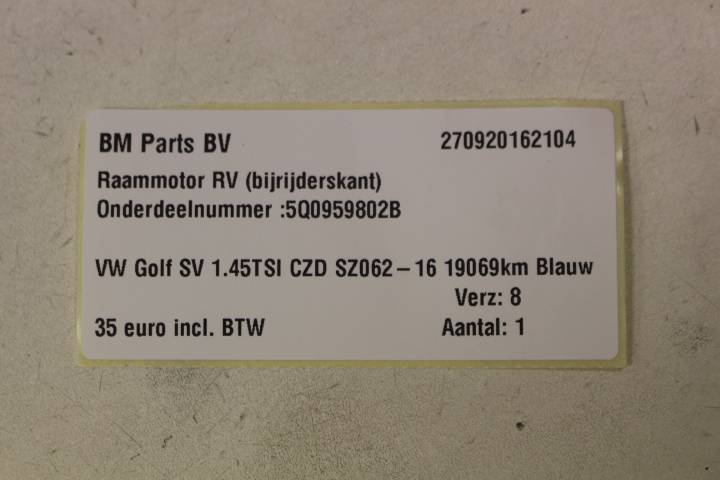 BM Parts BV 270920162104
Raammotor RV (bijrijderskant)
Onderdeelnummer :5Q0959802B
VW Golf SV 1.45TSI CZD SZ062-16 19069km Blauw
Verz: 8
35 euro incl. BTW Aantal: 1